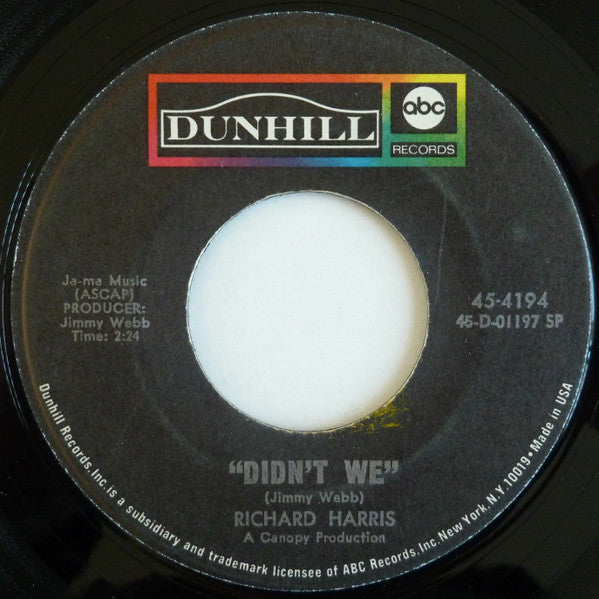 DUNHILL
abc
RECORDS
Ja-ma Music
(ASCAP)
PRODUCER:
Jimmy Webb
Time: 2:24
45-4194
45-D-01197 SP
"DIDN'T WE"
(Jimmy Webb)
RICHARD HARRIS
A Canopy Production
Dunhill Records, Inc. is a subsidiary and trademark licensee of ABC Records, Inc. New York, N.Y. 10019 • Made in USA